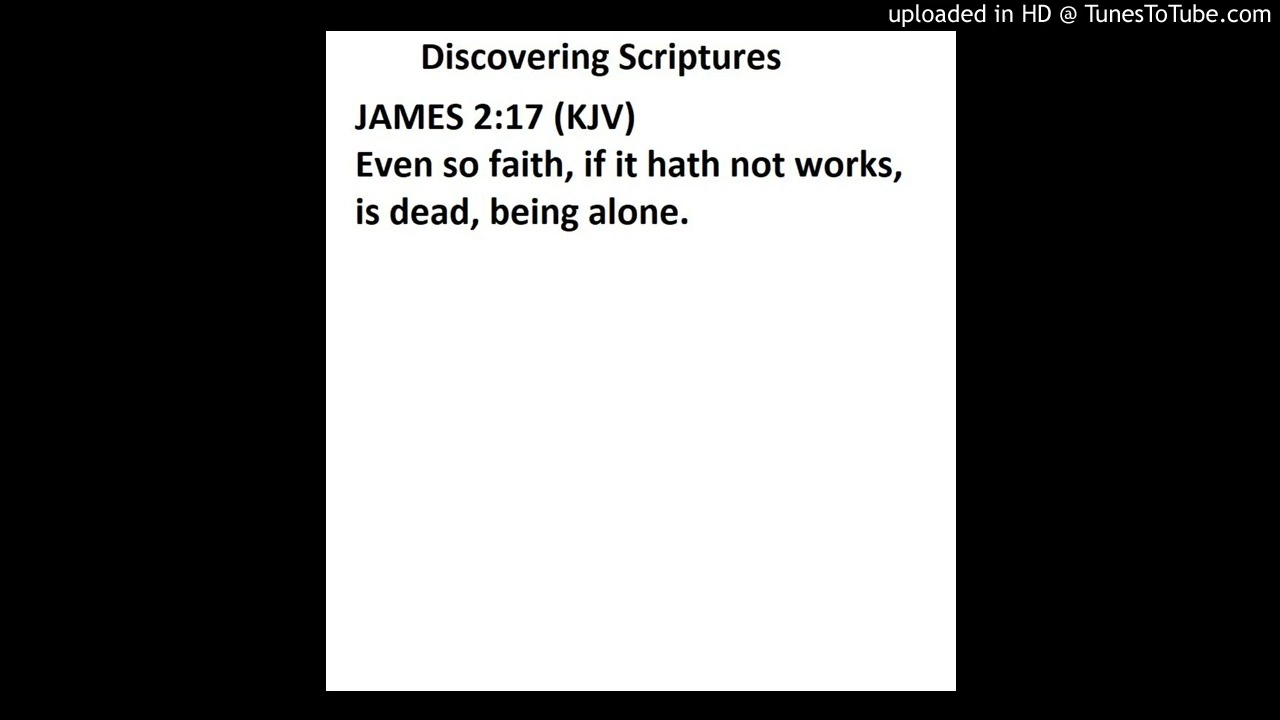 uploaded in HD @ TunesToTube.com
Discovering Scriptures
JAMES 2:17 (KJV)
Even so faith, if it hath not works,
is dead, being alone.